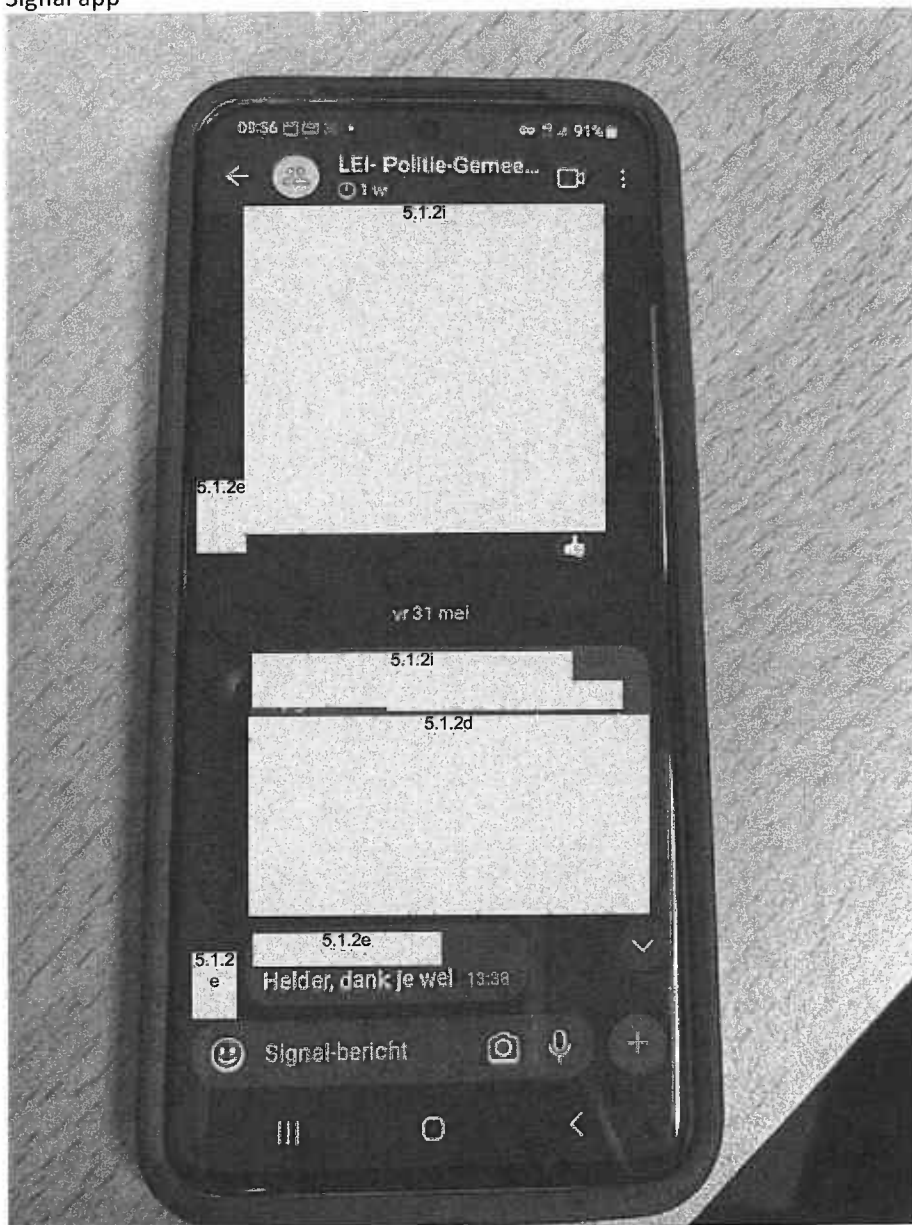 Signal app
08:56 91%
LEI- Politie-Gemee...
1 w
5.1.2i
5.1.2e
vr 31 mei
5.1.2i
5.1.2d
5.1.2e
5.1.2
e
Helder, dank je wel 13:38
Signal-bericht